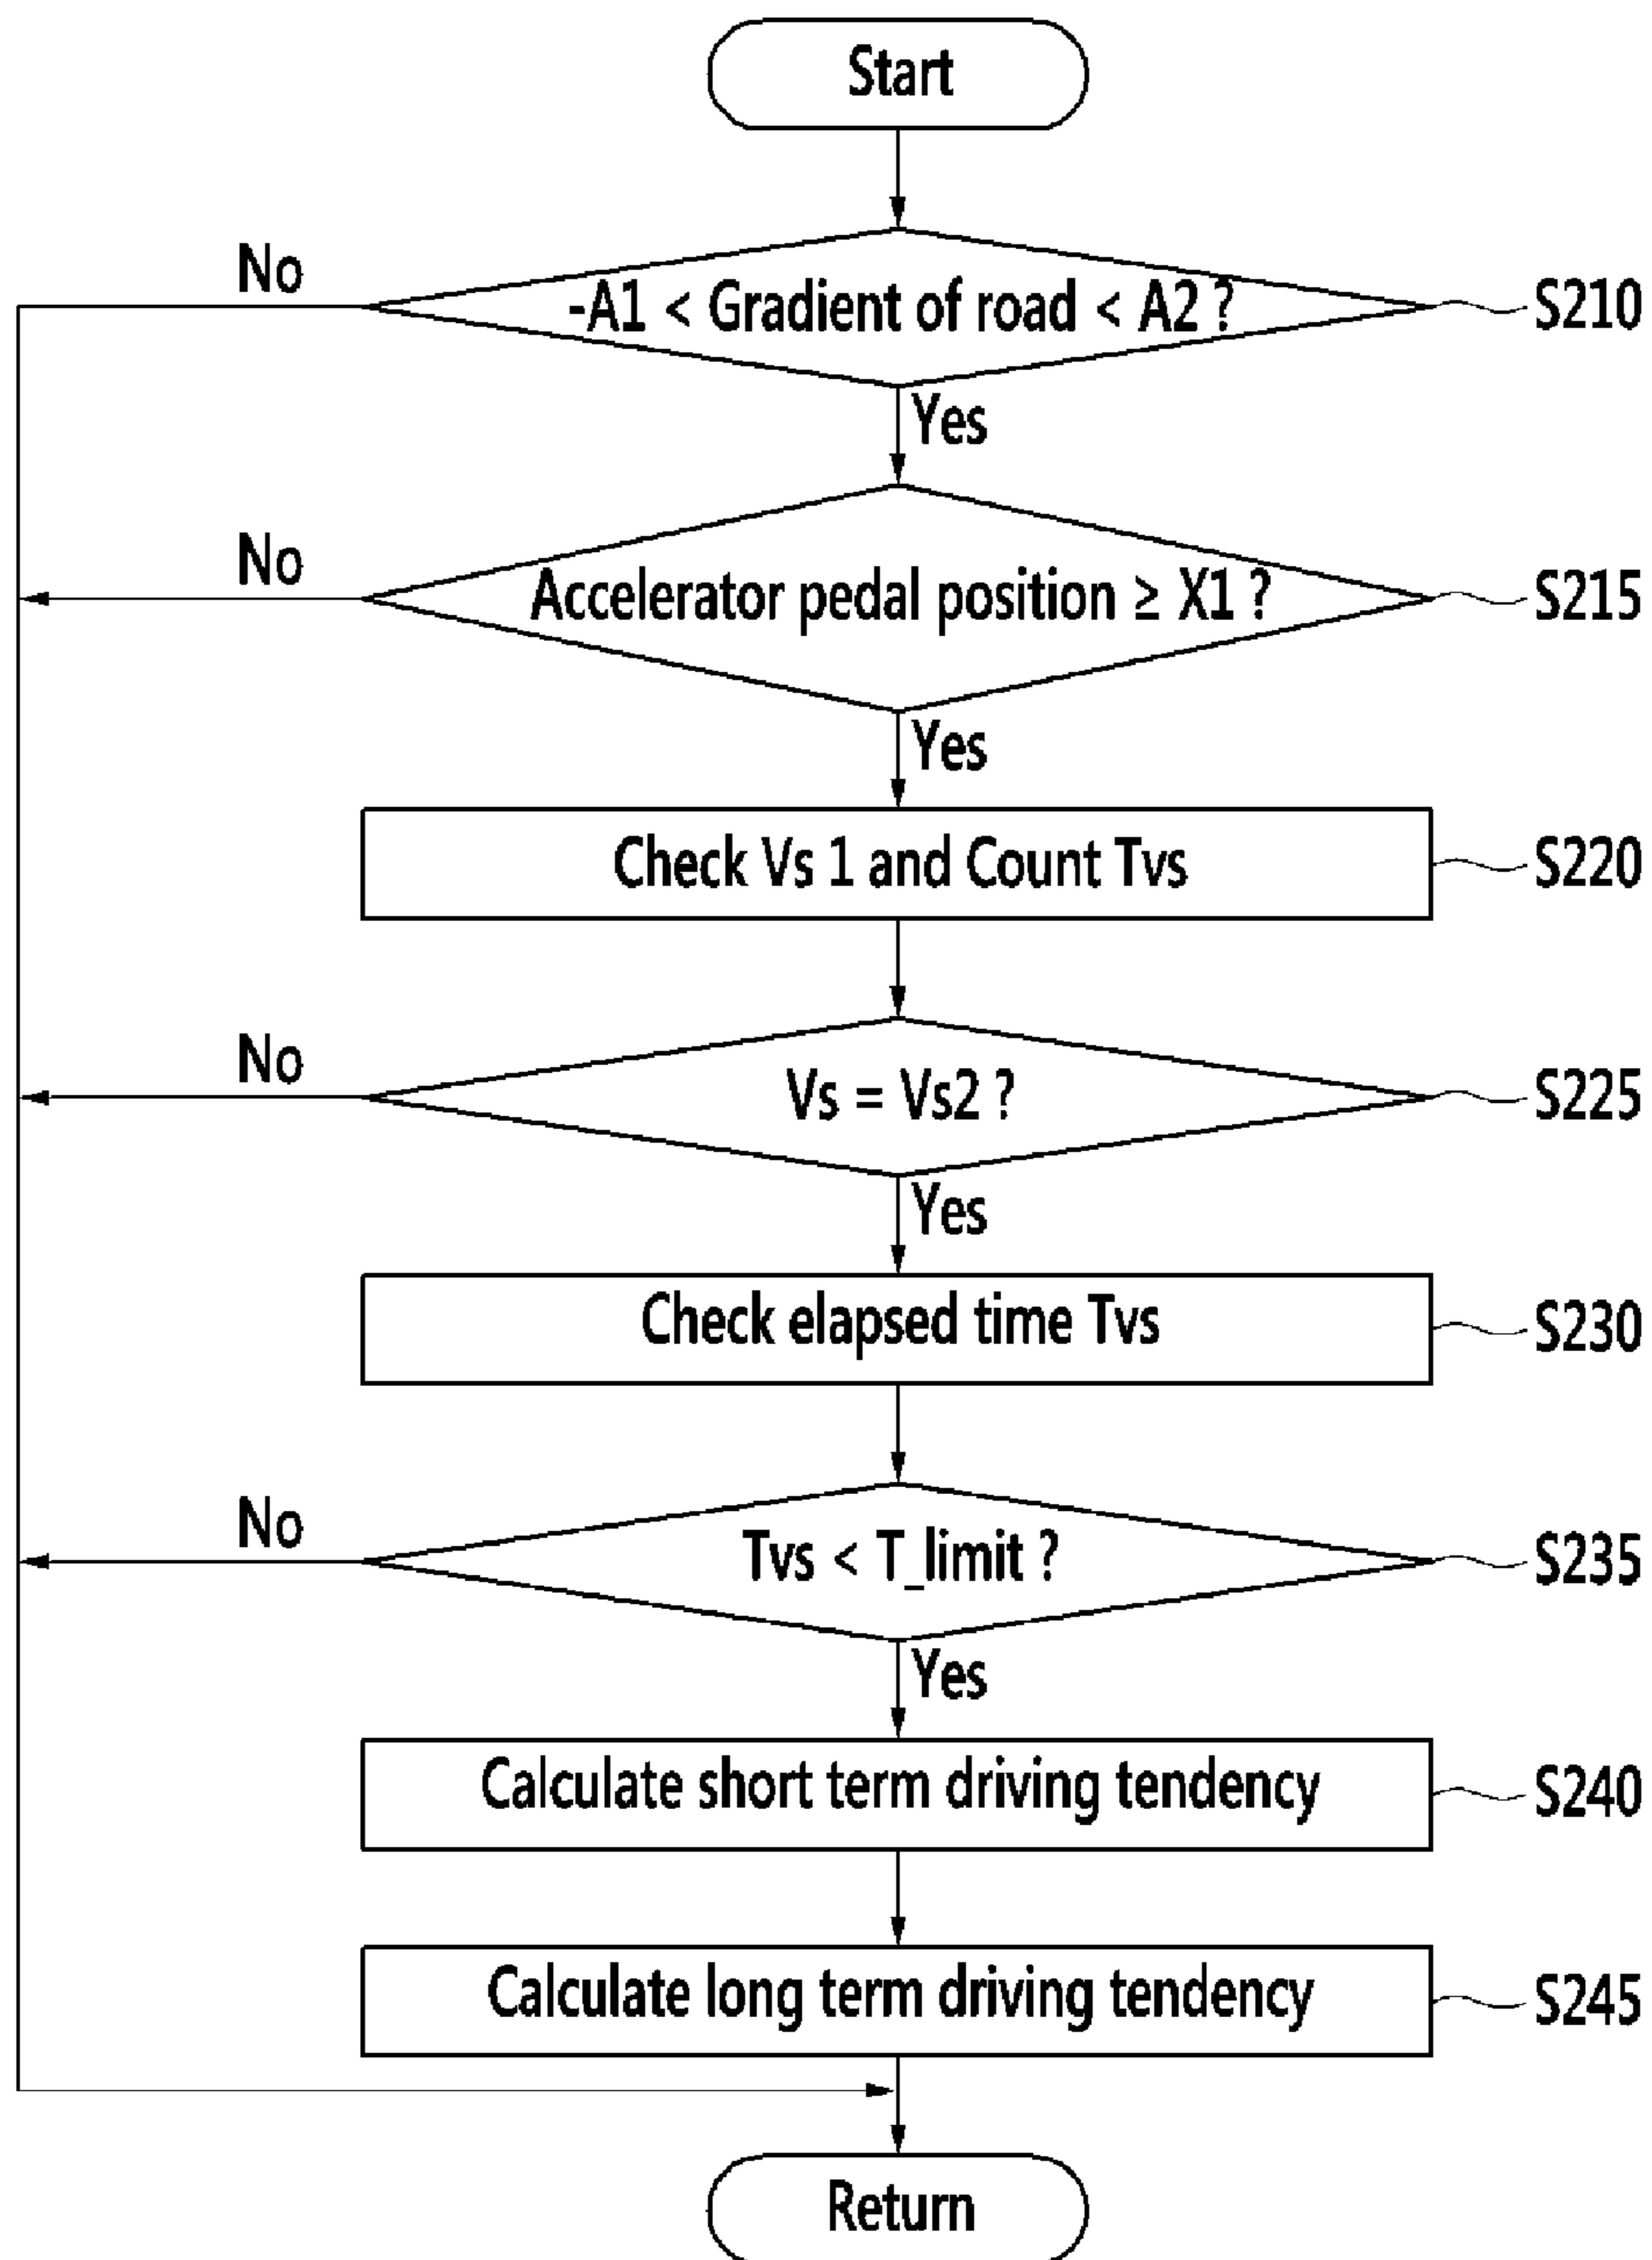 Start
No
-A1 < Gradient of road < A2 ?
S210
Yes
No
Accelerator pedal position ≥ X1 ?
S215
Yes
Check Vs 1 and Count Tvs
S220
No
Vs = Vs2 ?
S225
Yes
Check elapsed time Tvs
S230
No
Tvs < T_limit ?
S235
Yes
Calculate short term driving tendency
S240
Calculate long term driving tendency
S245
Return